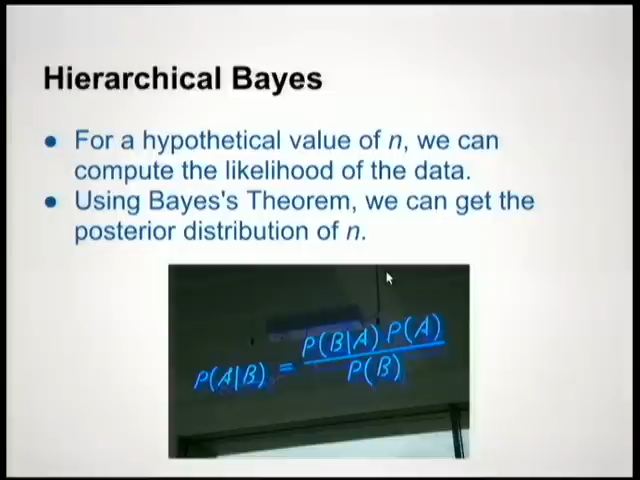 Hierarchical Bayes
● For a hypothetical value of n, we can
compute the likelihood of the data.
● Using Bayes's Theorem, we can get the
posterior distribution of n.
P(A|B) = P(B|A) P(A) / P(B)